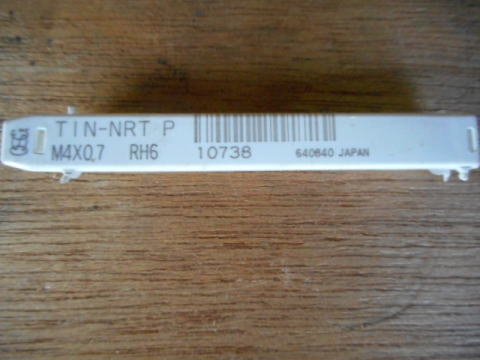 OSG
TIN-NRT P
M4X0.7 RH6 10738 640640 JAPAN